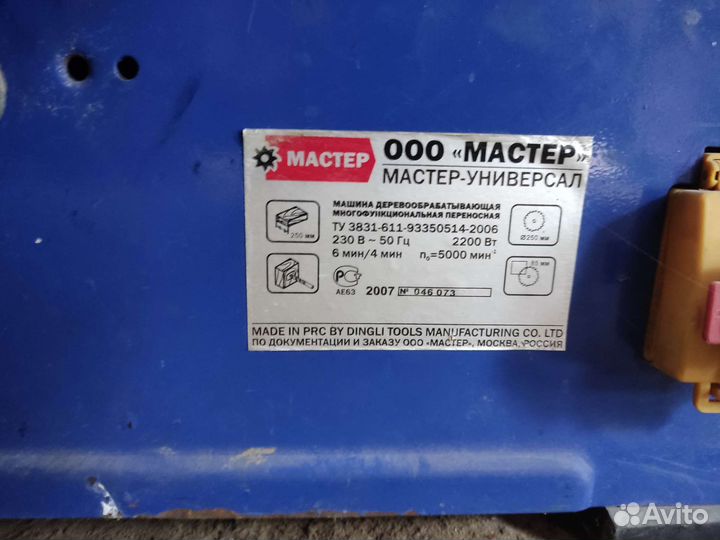 МАСТЕР
ООО «МАСТЕР»
МАСТЕР-УНИВЕРСАЛ
МАШИНА ДЕРЕВООБРАБАТЫВАЮЩАЯ
МНОГОФУНКЦИОНАЛЬНАЯ ПЕРЕНОСНАЯ
ТУ 3831-611-93350514-2006
230 В ~ 50 Гц 2200 Вт
6 мин/4 мин n₀=5000 мин⁻¹
250 мм
Ø250 мм
85 мм
РС
АЕ63
2007 № 046 073
MADE IN PRC BY DINGLI TOOLS MANUFACTURING CO. LTD
ПО ДОКУМЕНТАЦИИ И ЗАКАЗУ ООО «МАСТЕР», МОСКВА, РОССИЯ
Avito